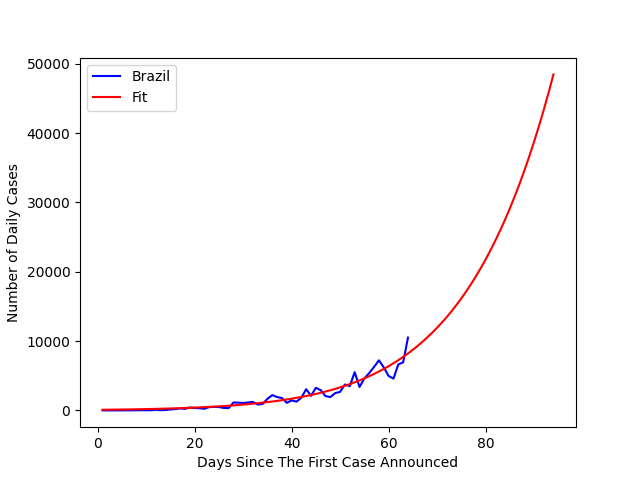 50000
40000
30000
20000
10000
0
Number of Daily Cases
Brazil
Fit
0
20
40
60
80
Days Since The First Case Announced